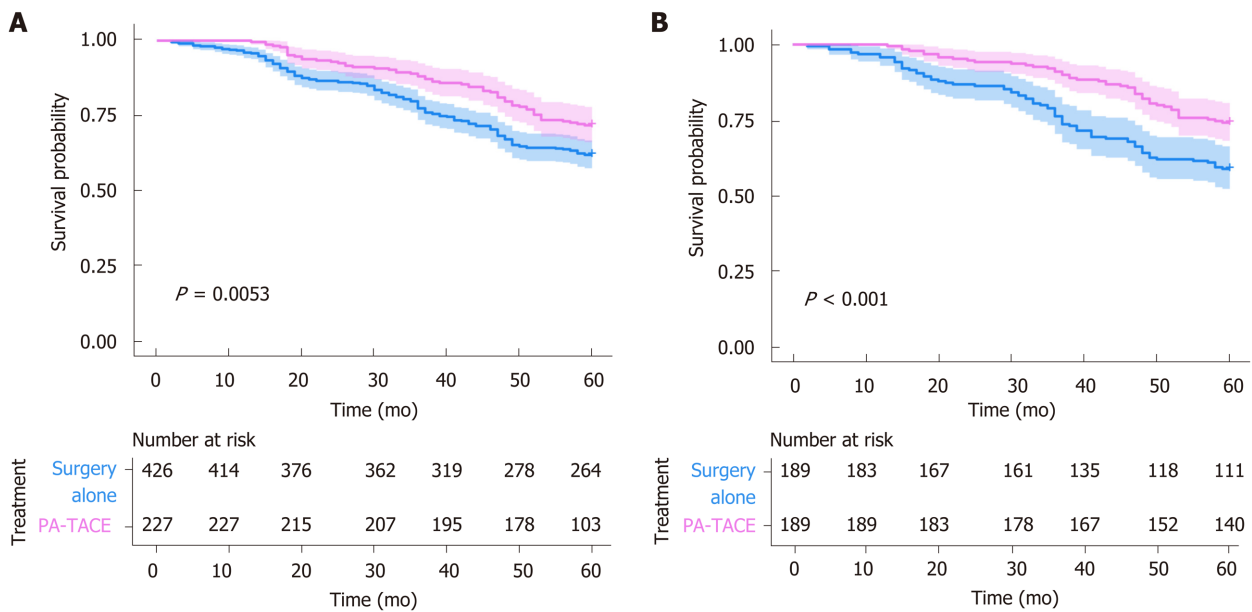 A
1.00
0.75
0.50
0.25
0.00
Survival probability
P = 0.0053
0 10 20 30 40 50 60
Time (mo)
Number at risk
Treatment
Surgery
alone
426 414 376 362 319 278 264
PA-TACE
227 227 215 207 195 178 103
0 10 20 30 40 50 60
Time (mo)
B
1.00
0.75
0.50
0.25
0.00
Survival probability
P < 0.001
0 10 20 30 40 50 60
Time (mo)
Number at risk
Treatment
Surgery
alone
189 183 167 161 135 118 111
PA-TACE
189 189 183 178 167 152 140
0 10 20 30 40 50 60
Time (mo)